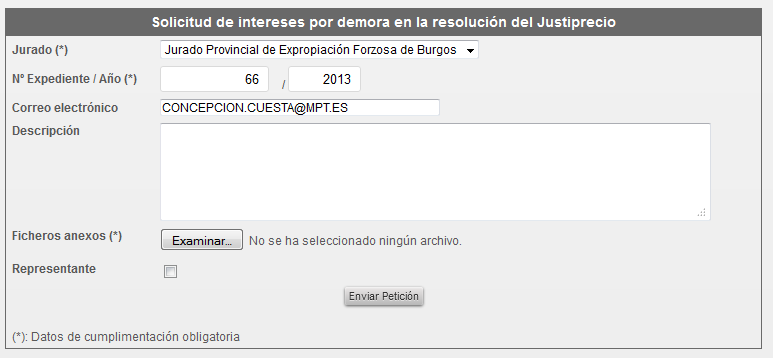 Solicitud de intereses por demora en la resolución del Justiprecio
Jurado (*) Jurado Provincial de Expropiación Forzosa de Burgos
Nº Expediente / Año (*) 66 / 2013
Correo electrónico CONCEPCION.CUESTA@MPT.ES
Descripción
Ficheros anexos (*) Examinar... No se ha seleccionado ningún archivo.
Representante
Enviar Petición
(*): Datos de cumplimentación obligatoria